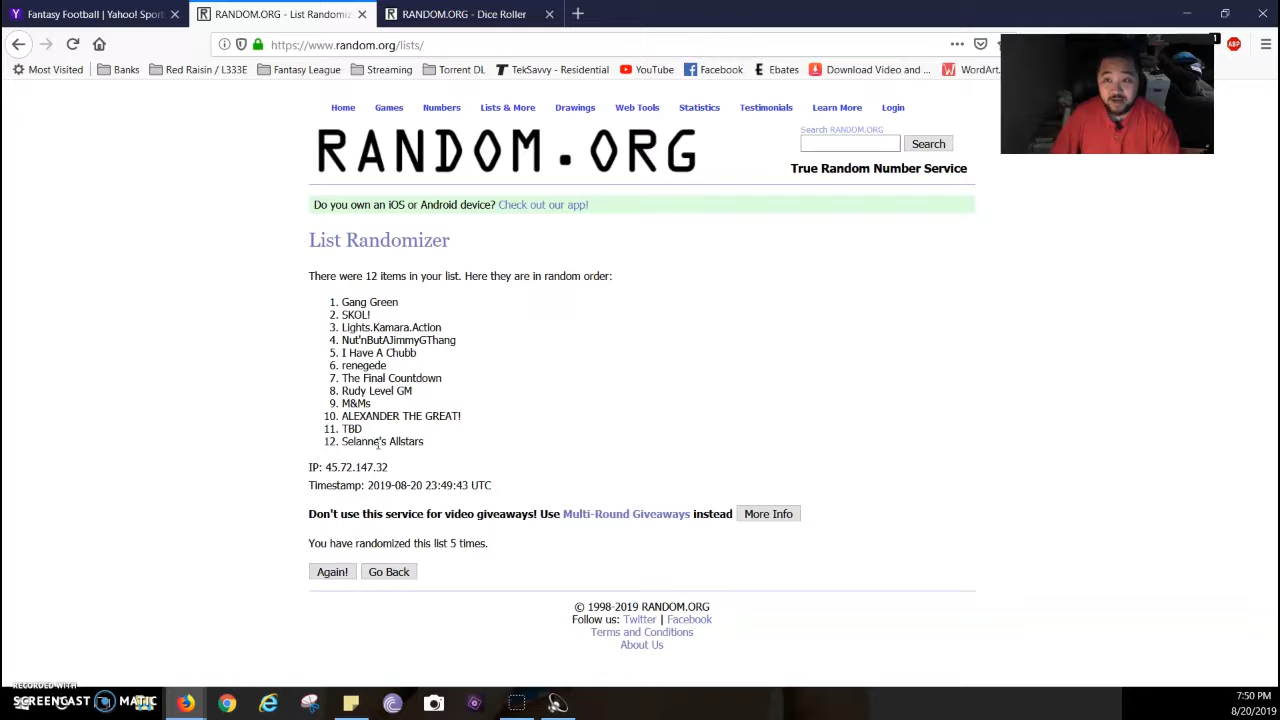 Fantasy Football | Yahoo! Sport
RANDOM.ORG - List Randomiz
RANDOM.ORG - Dice Roller
https://www.random.org/lists/
Most Visited Banks Red Raisin / L333E Fantasy League Streaming Torrent DL TekSavvy - Residential YouTube Facebook Ebates Download Video and ... WordArt.
ABP
Home Games Numbers Lists & More Drawings Web Tools Statistics Testimonials Learn More Login
RANDOM.ORG
Search RANDOM.ORG
Search
True Random Number Service
Do you own an iOS or Android device? Check out our app!
List Randomizer
There were 12 items in your list. Here they are in random order:
1. Gang Green
2. SKOL!
3. Lights.Kamara.Action
4. Nut'nButAJimmyGThang
5. I Have A Chubb
6. renegede
7. The Final Countdown
8. Rudy Level GM
9. M&Ms
10. ALEXANDER THE GREAT!
11. TBD
12. Selanne's Allstars
IP: 45.72.147.32
Timestamp: 2019-08-20 23:49:43 UTC
Don't use this service for video giveaways! Use Multi-Round Giveaways instead More Info
You have randomized this list 5 times.
Again! Go Back
© 1998-2019 RANDOM.ORG
Follow us: Twitter | Facebook
Terms and Conditions
About Us
RECORDED WITH
SCREENCAST MATIC
7:50 PM
8/20/2019